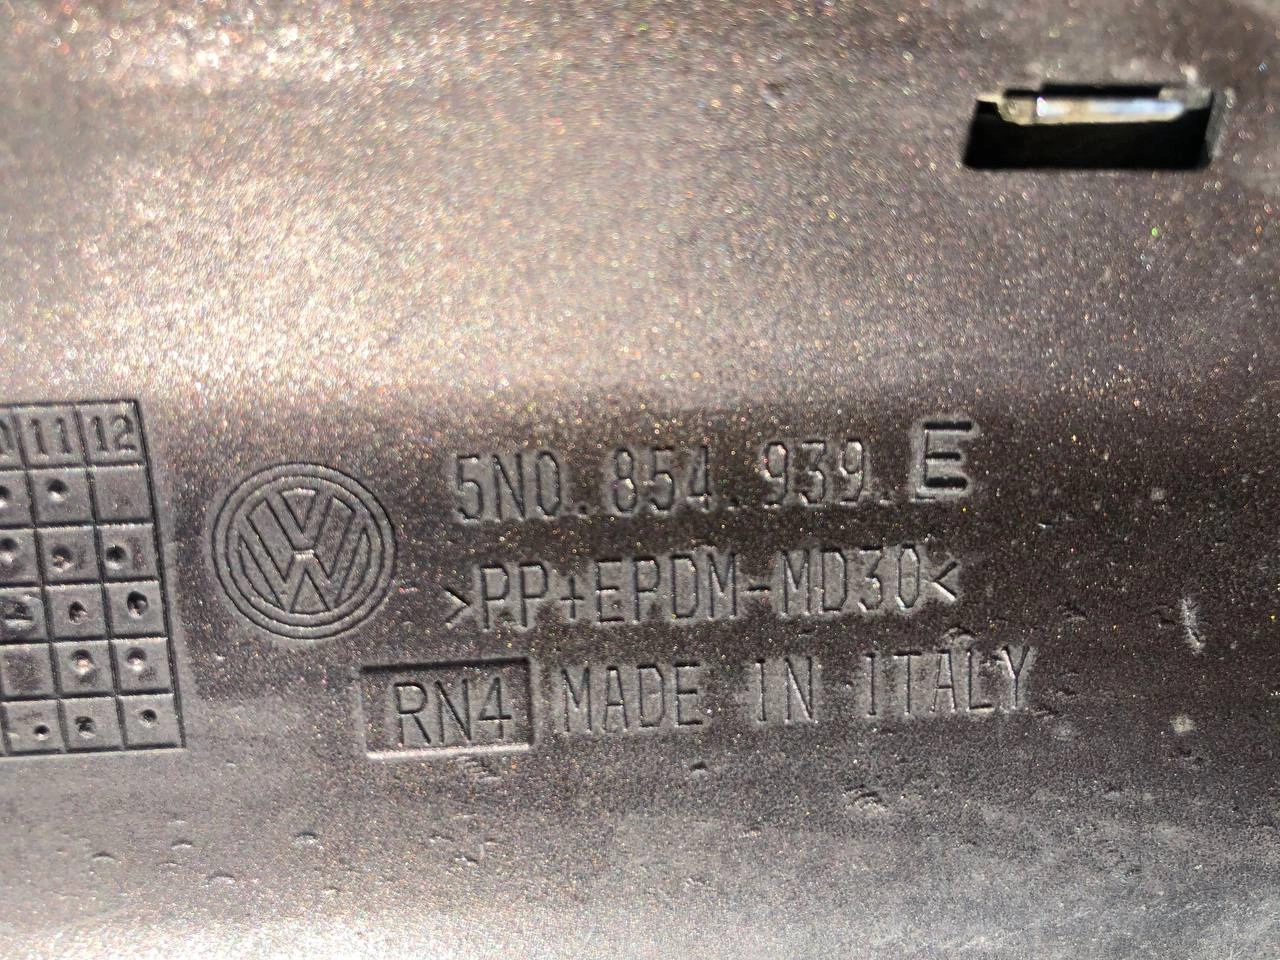 11 12
5N0.854.939.E
>PP+EPDM-MD30<
RN4 MADE IN ITALY